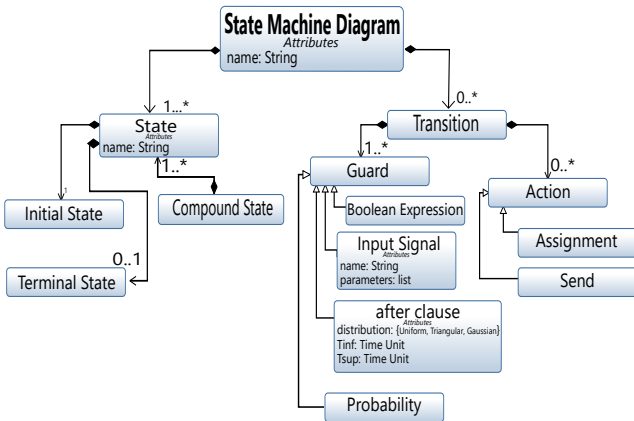 State Machine Diagram
Attributes
name: String
1...*
0..*
State
Attributes
name: String
Transition
1..*
1..*
0..*
Guard
Action
1
Initial State
Compound State
Boolean Expression
Assignment
Input Signal
Attributes
name: String
parameters: list
0..1
Terminal State
Send
after clause
Attributes
distribution: {Uniform, Triangular, Gaussian}
Tinf: Time Unit
Tsup: Time Unit
Probability